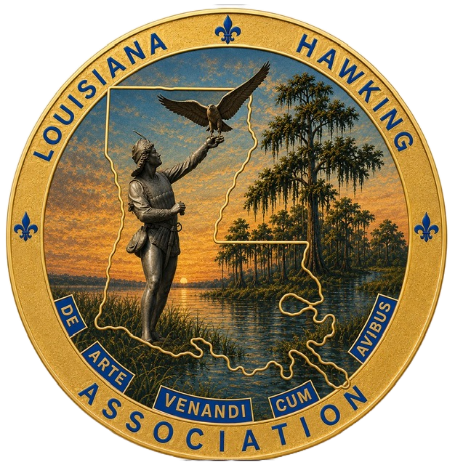 LOUISIANA HAWKING
ASSOCIATION
DE ARTE VENANDI CUM AVIBUS